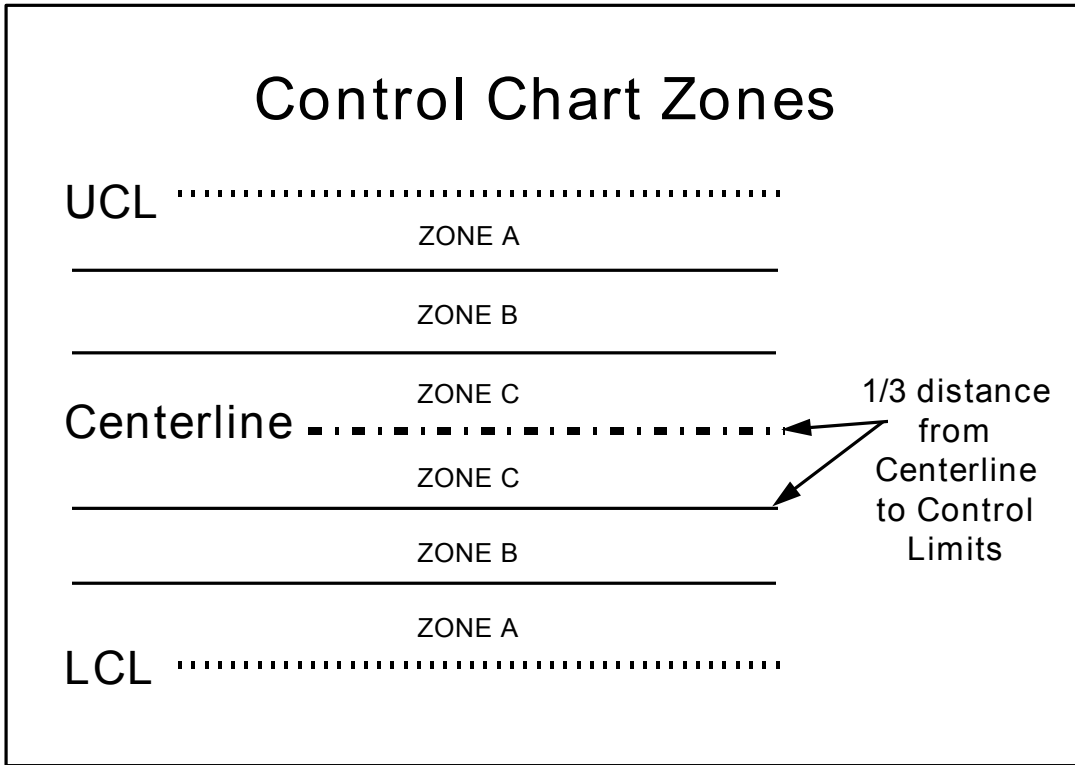 Control Chart Zones
UCL
ZONE A
ZONE B
ZONE C
Centerline
ZONE C
ZONE B
ZONE A
LCL
1/3 distance
from
Centerline
to Control
Limits